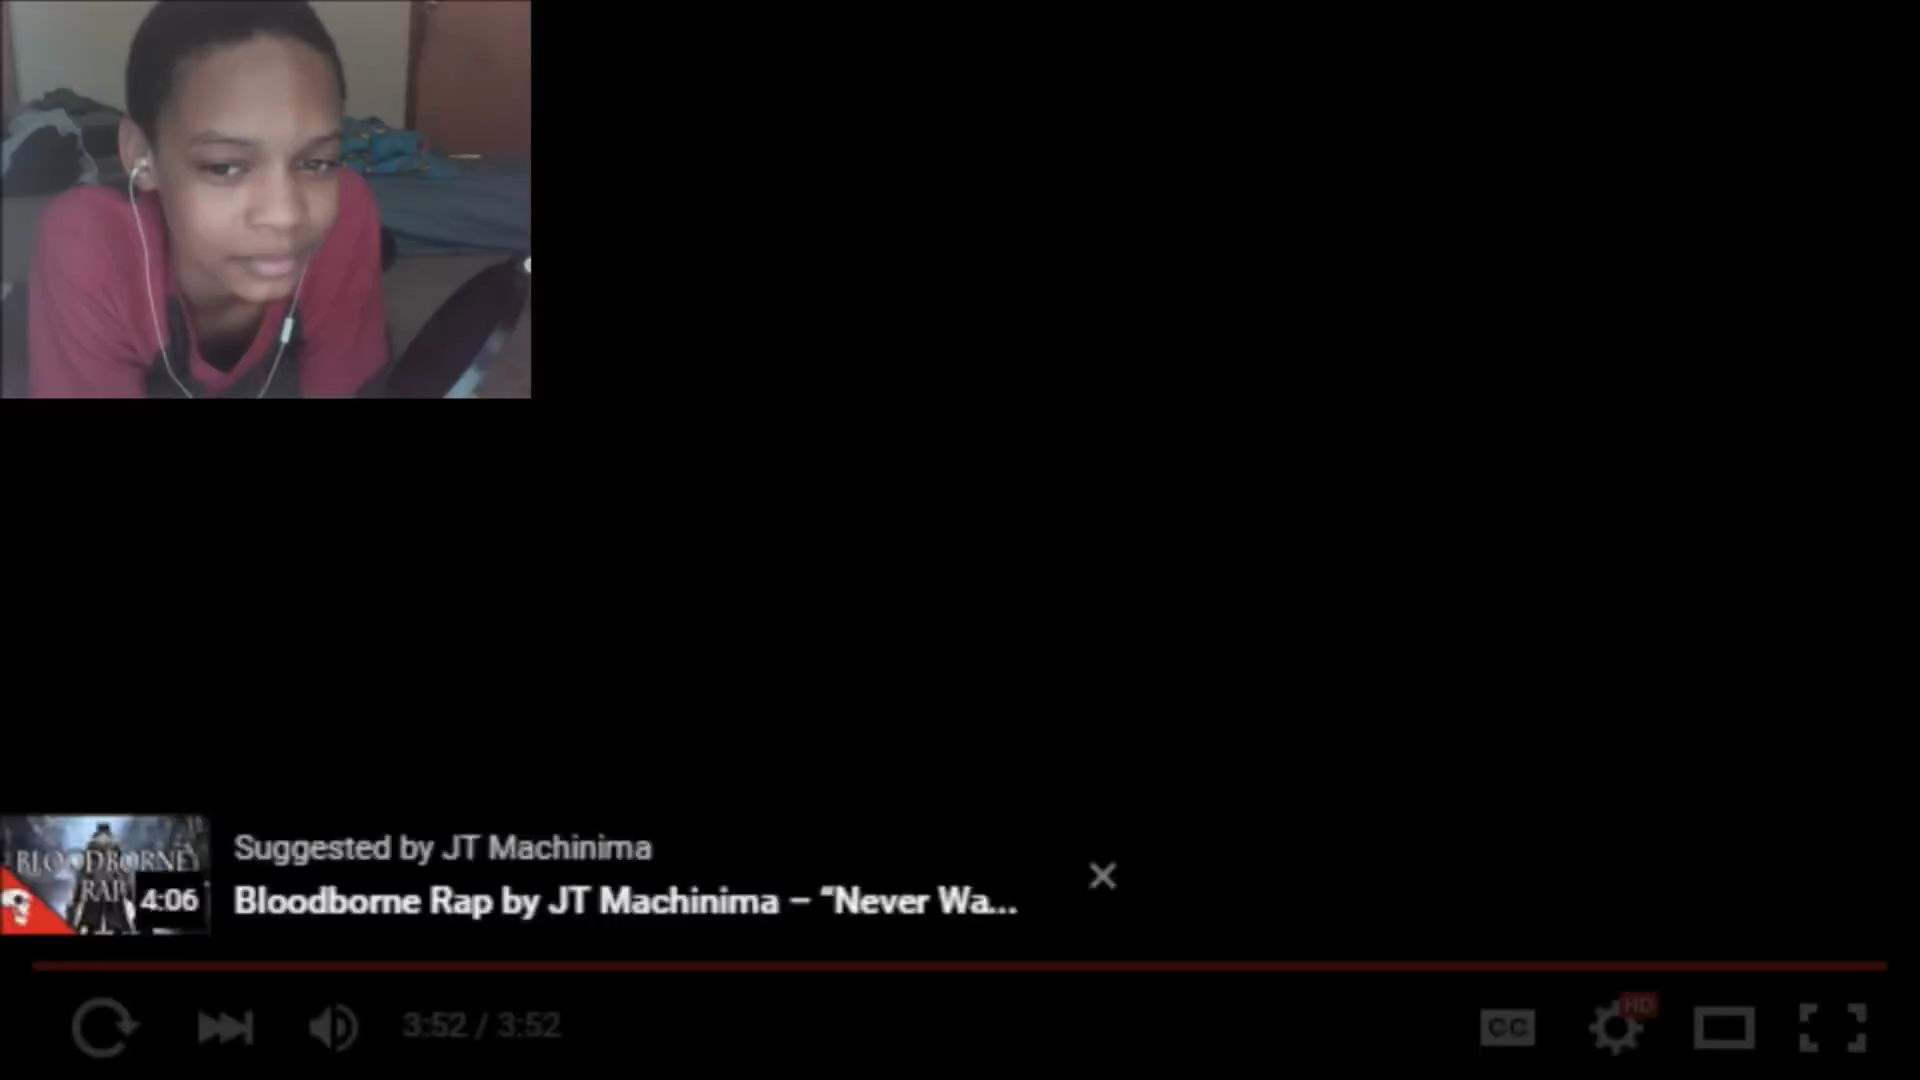 Suggested by JT Machinima
BLOODBORNE
RAP
4:06
Bloodborne Rap by JT Machinima – “Never Wa...
3:52 / 3:52
CC
HD